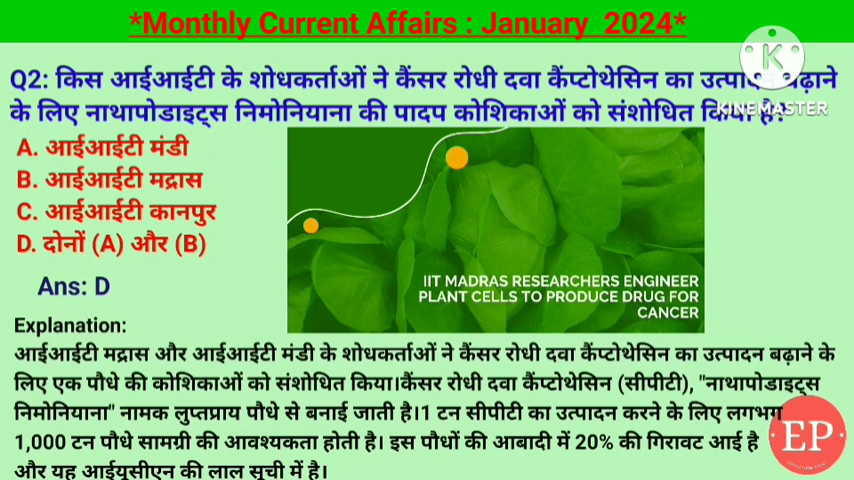 *Monthly Current Affairs : January 2024*
Q2: किस आईआईटी के शोधकर्ताओं ने कैंसर रोधी दवा कैंप्टोथेसिन का उत्पादन बढ़ाने
के लिए नाथापोडाइट्स निमोनियाना की पादप कोशिकाओं को संशोधित किया है?
K
KINEMASTER
A. आईआईटी मंडी
B. आईआईटी मद्रास
C. आईआईटी कानपुर
D. दोनों (A) और (B)
IIT MADRAS RESEARCHERS ENGINEER
PLANT CELLS TO PRODUCE DRUG FOR
CANCER
Ans: D
Explanation:
आईआईटी मद्रास और आईआईटी मंडी के शोधकर्ताओं ने कैंसर रोधी दवा कैंप्टोथेसिन का उत्पादन बढ़ाने के
लिए एक पौधे की कोशिकाओं को संशोधित किया।कैंसर रोधी दवा कैंप्टोथेसिन (सीपीटी), "नाथापोडाइट्स
निमोनियाना" नामक लुप्तप्राय पौधे से बनाई जाती है।1 टन सीपीटी का उत्पादन करने के लिए लगभग
1,000 टन पौधे सामग्री की आवश्यकता होती है। इस पौधों की आबादी में 20% की गिरावट आई है
और यह आईयूसीएन की लाल सूची में है।
EP